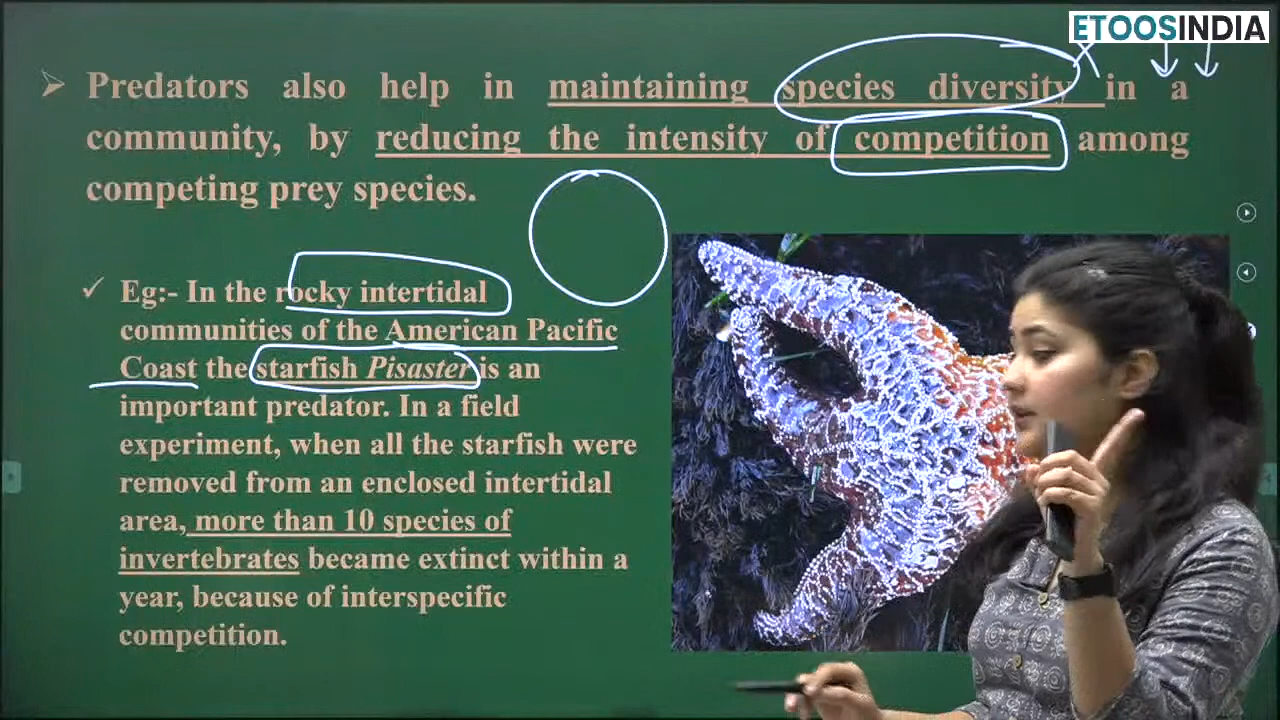 ETOOSINDIA
➢ Predators also help in maintaining species diversity in a
community, by reducing the intensity of competition among
competing prey species.
✓ Eg:- In the rocky intertidal
communities of the American Pacific
Coast the starfish Pisaster is an
important predator. In a field
experiment, when all the starfish were
removed from an enclosed intertidal
area, more than 10 species of
invertebrates became extinct within a
year, because of interspecific
competition.